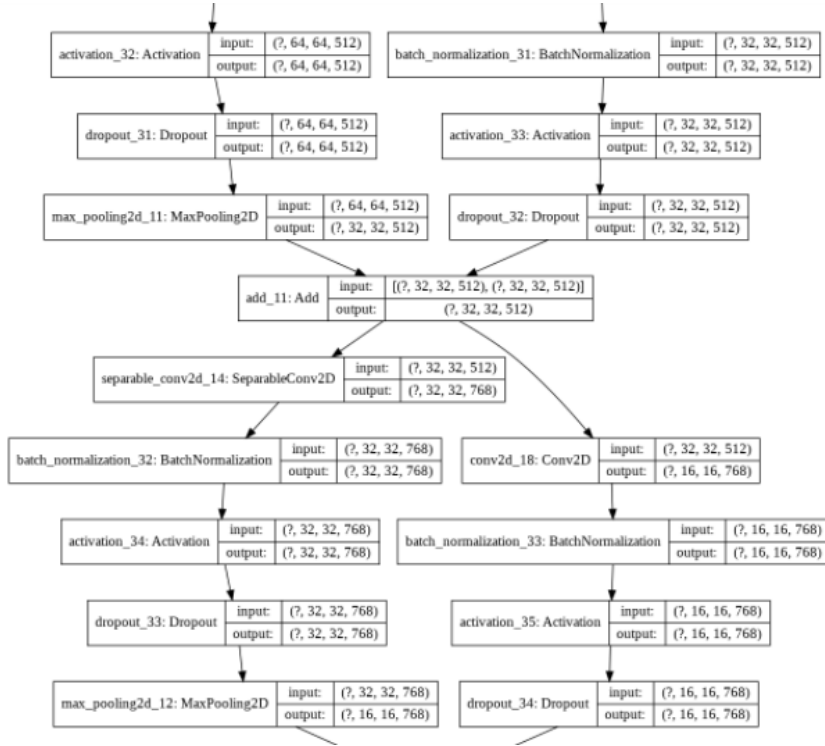 activation_32: Activation input: (?, 64, 64, 512)
output: (?, 64, 64, 512)
batch_normalization_31: BatchNormalization input: (?, 32, 32, 512)
output: (?, 32, 32, 512)
dropout_31: Dropout input: (?, 64, 64, 512)
output: (?, 64, 64, 512)
activation_33: Activation input: (?, 32, 32, 512)
output: (?, 32, 32, 512)
max_pooling2d_11: MaxPooling2D input: (?, 64, 64, 512)
output: (?, 32, 32, 512)
dropout_32: Dropout input: (?, 32, 32, 512)
output: (?, 32, 32, 512)
add_11: Add input: [(?, 32, 32, 512), (?, 32, 32, 512)]
output: (?, 32, 32, 512)
separable_conv2d_14: SeparableConv2D input: (?, 32, 32, 512)
output: (?, 32, 32, 768)
batch_normalization_32: BatchNormalization input: (?, 32, 32, 768)
output: (?, 32, 32, 768)
conv2d_18: Conv2D input: (?, 32, 32, 512)
output: (?, 16, 16, 768)
activation_34: Activation input: (?, 32, 32, 768)
output: (?, 32, 32, 768)
batch_normalization_33: BatchNormalization input: (?, 16, 16, 768)
output: (?, 16, 16, 768)
dropout_33: Dropout input: (?, 32, 32, 768)
output: (?, 32, 32, 768)
activation_35: Activation input: (?, 16, 16, 768)
output: (?, 16, 16, 768)
max_pooling2d_12: MaxPooling2D input: (?, 32, 32, 768)
output: (?, 16, 16, 768)
dropout_34: Dropout input: (?, 16, 16, 768)
output: (?, 16, 16, 768)